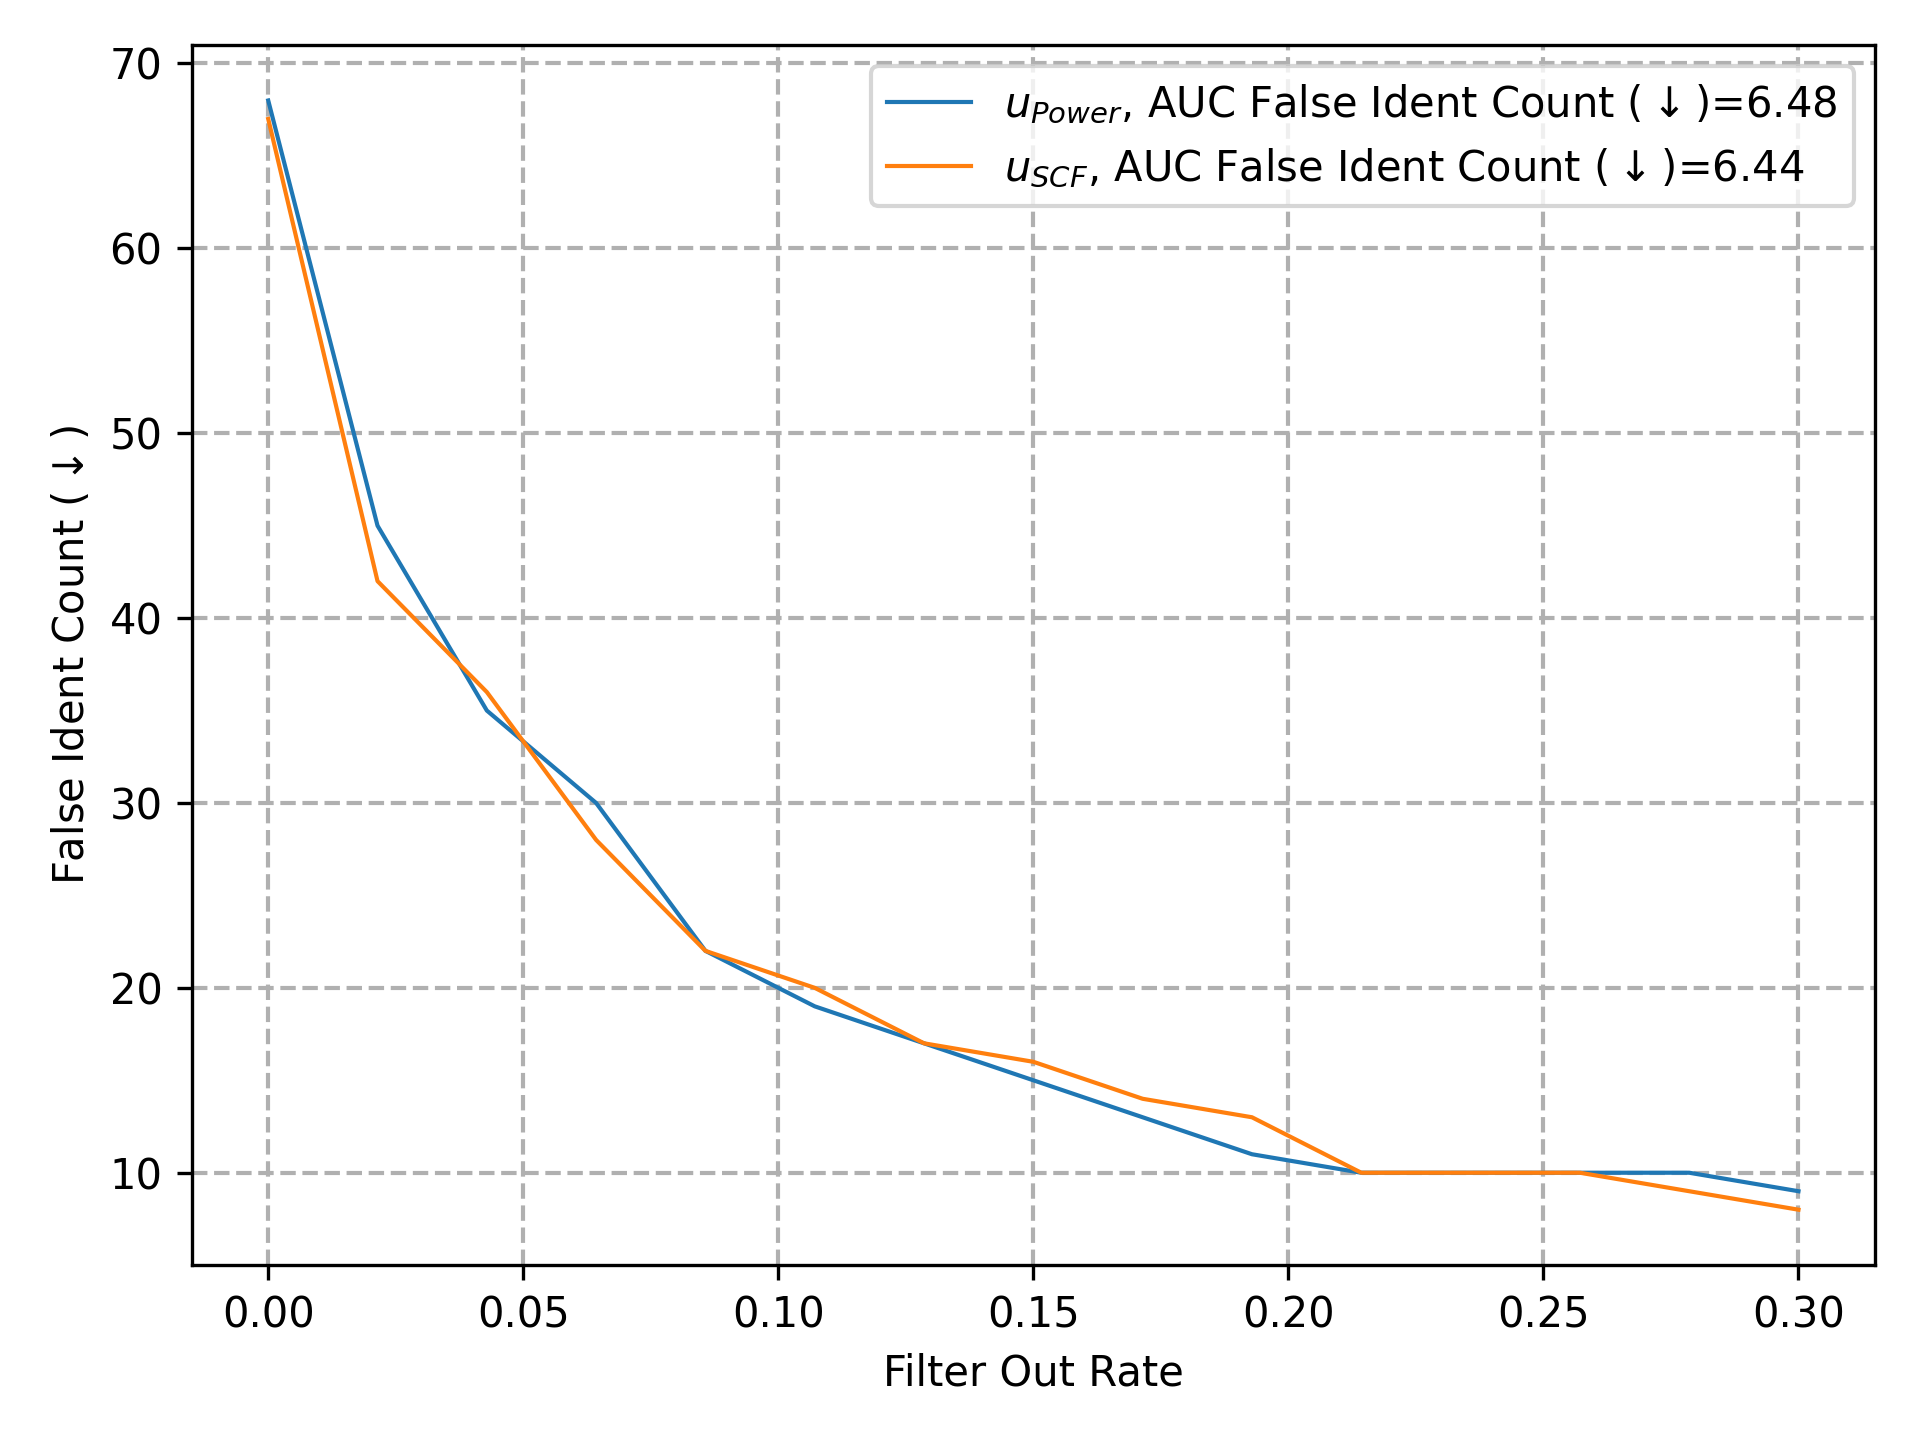 70
60
50
40
30
20
10
False Ident Count (↓)
u_Power, AUC False Ident Count (↓)=6.48
u_SCF, AUC False Ident Count (↓)=6.44
0.00 0.05 0.10 0.15 0.20 0.25 0.30
Filter Out Rate